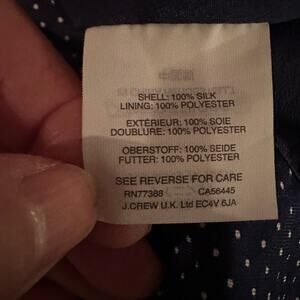 SHELL: 100% SILK
LINING: 100% POLYESTER
EXTÉRIEUR: 100% SOIE
DOUBLURE: 100% POLYESTER
OBERSTOFF: 100% SEIDE
FUTTER: 100% POLYESTER
SEE REVERSE FOR CARE
RN77388 CA56445
J.CREW U.K. Ltd EC4V 6JA